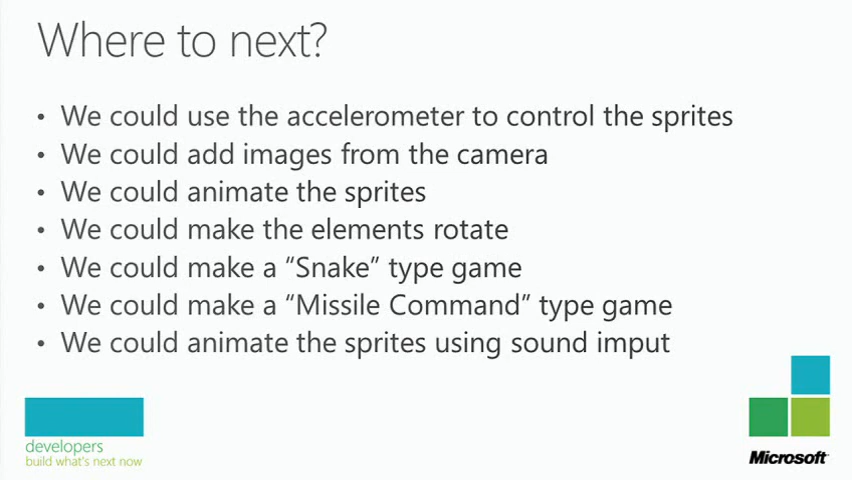 Where to next?
• We could use the accelerometer to control the sprites
• We could add images from the camera
• We could animate the sprites
• We could make the elements rotate
• We could make a “Snake” type game
• We could make a “Missile Command” type game
• We could animate the sprites using sound imput
developers
build what's next now
Microsoft